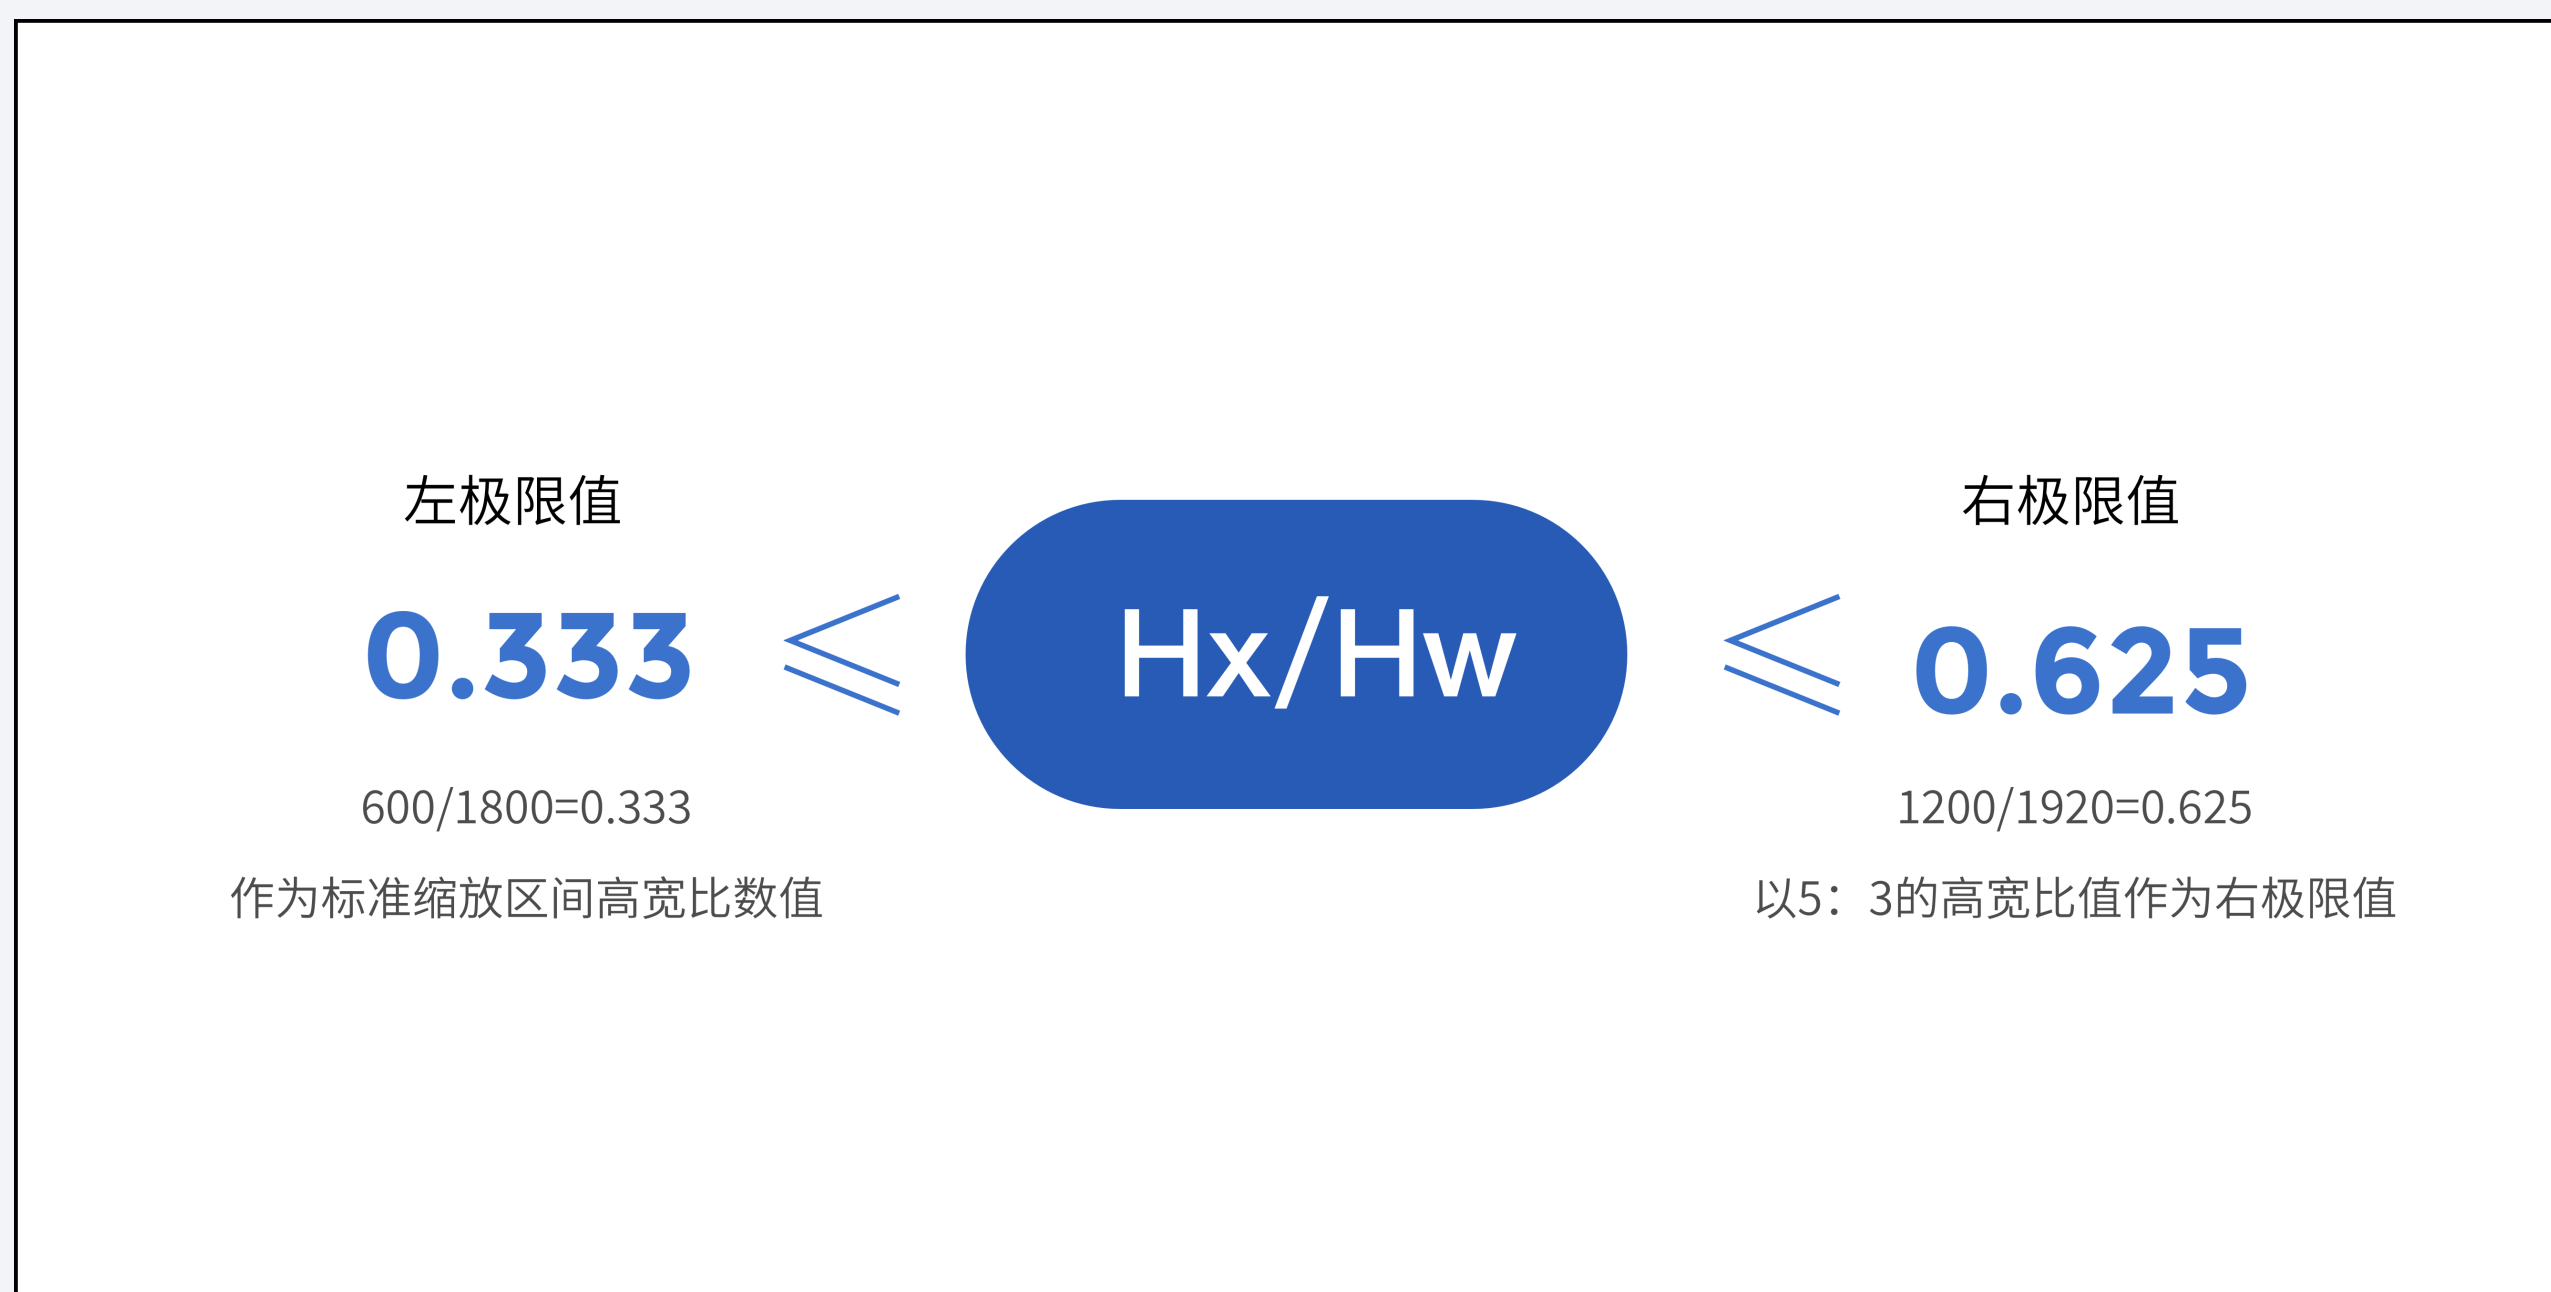 左极限值
0.333
600/1800=0.333
作为标准缩放区间高宽比数值
≤
Hx/Hw
≤
右极限值
0.625
1200/1920=0.625
以5：3的高宽比值作为右极限值